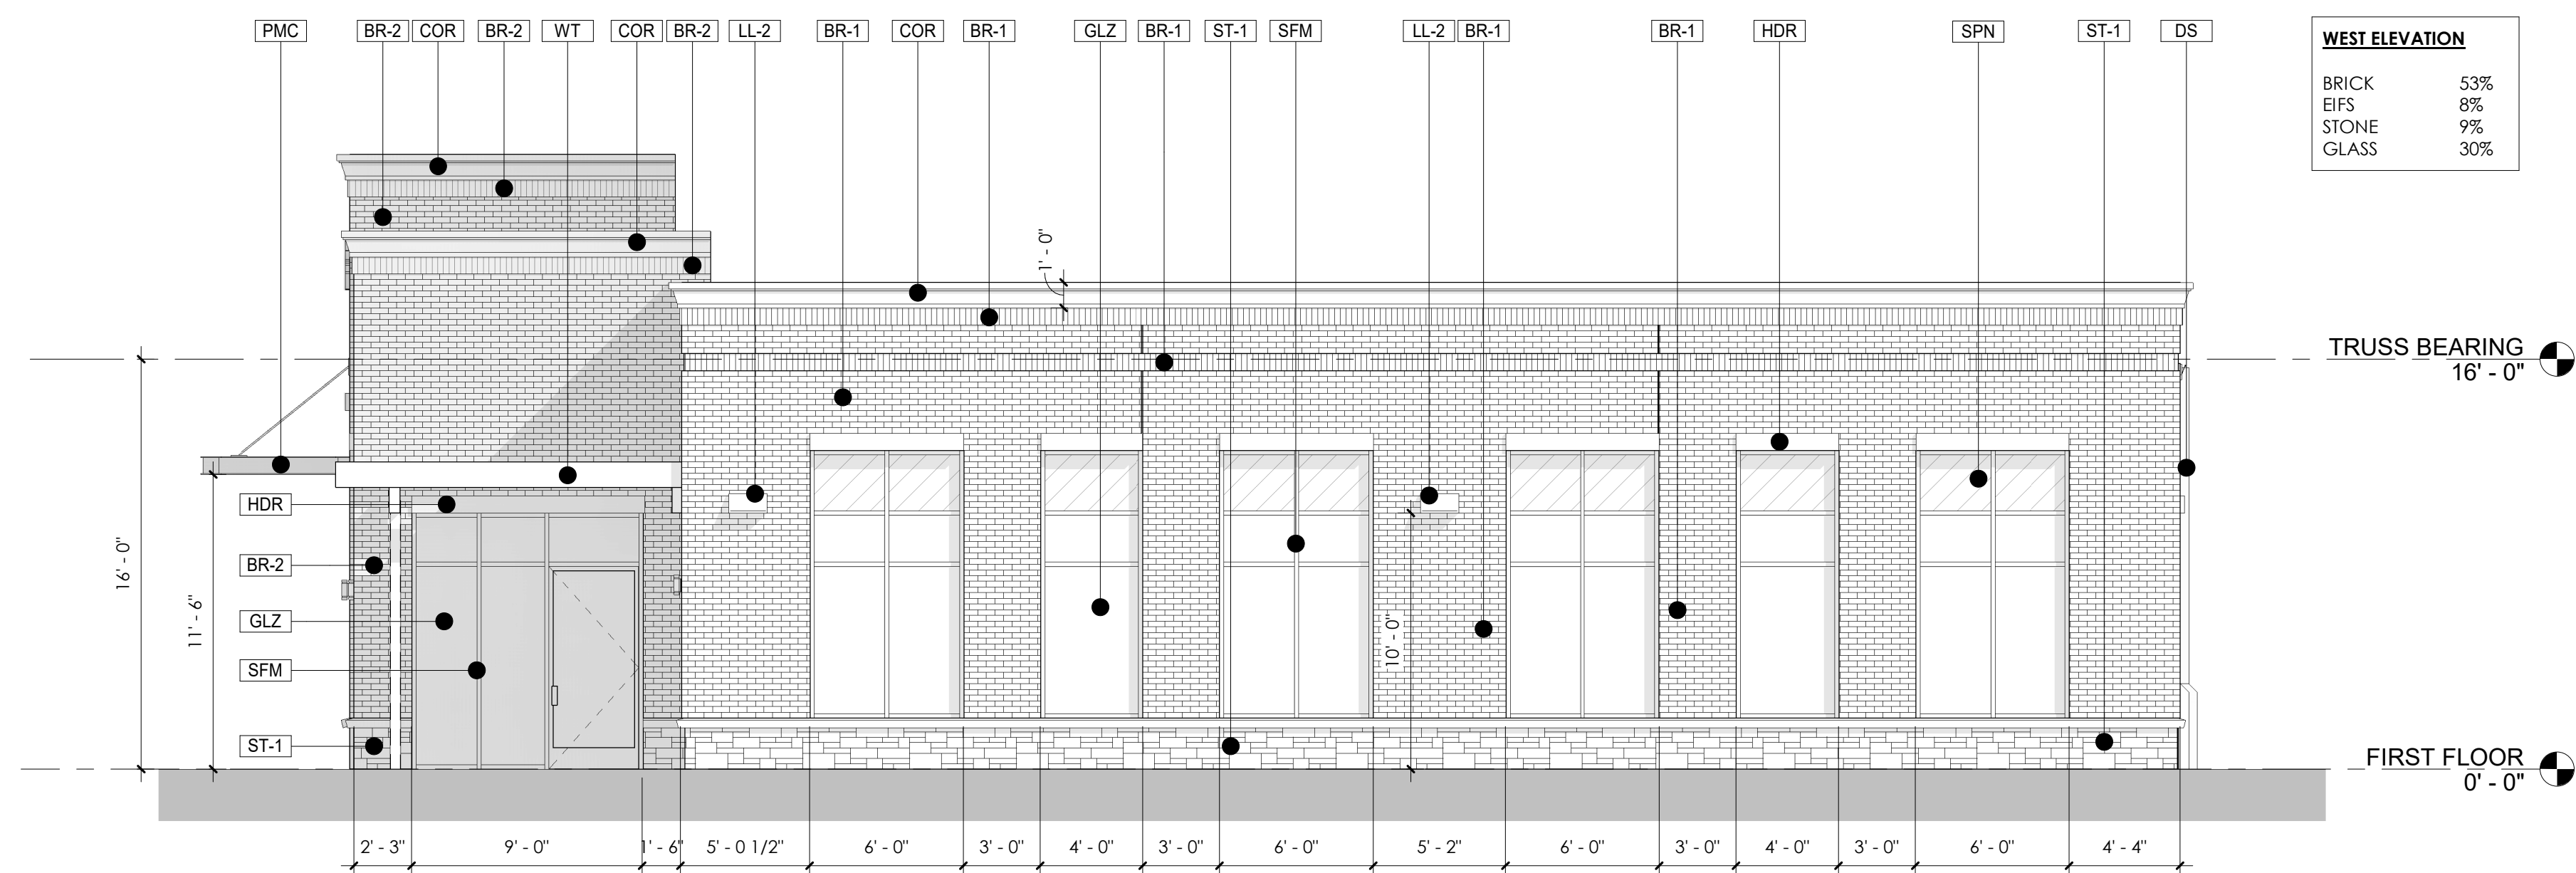 PMC BR-2 COR BR-2 WT COR BR-2 LL-2 BR-1 COR BR-1 GLZ BR-1 ST-1 SFM LL-2 BR-1 BR-1 HDR SPN ST-1 DS
WEST ELEVATION
BRICK 53%
EIFS 8%
STONE 9%
GLASS 30%
1' - 0"
TRUSS BEARING
16' - 0"
HDR
BR-2
GLZ
SFM
ST-1
16' - 0"
11' - 6"
10' - 0"
FIRST FLOOR
0' - 0"
2' - 3" 9' - 0" 1' - 6" 5' - 0 1/2" 6' - 0" 3' - 0" 4' - 0" 3' - 0" 6' - 0" 5' - 2" 6' - 0" 3' - 0" 4' - 0" 3' - 0" 6' - 0" 4' - 4"